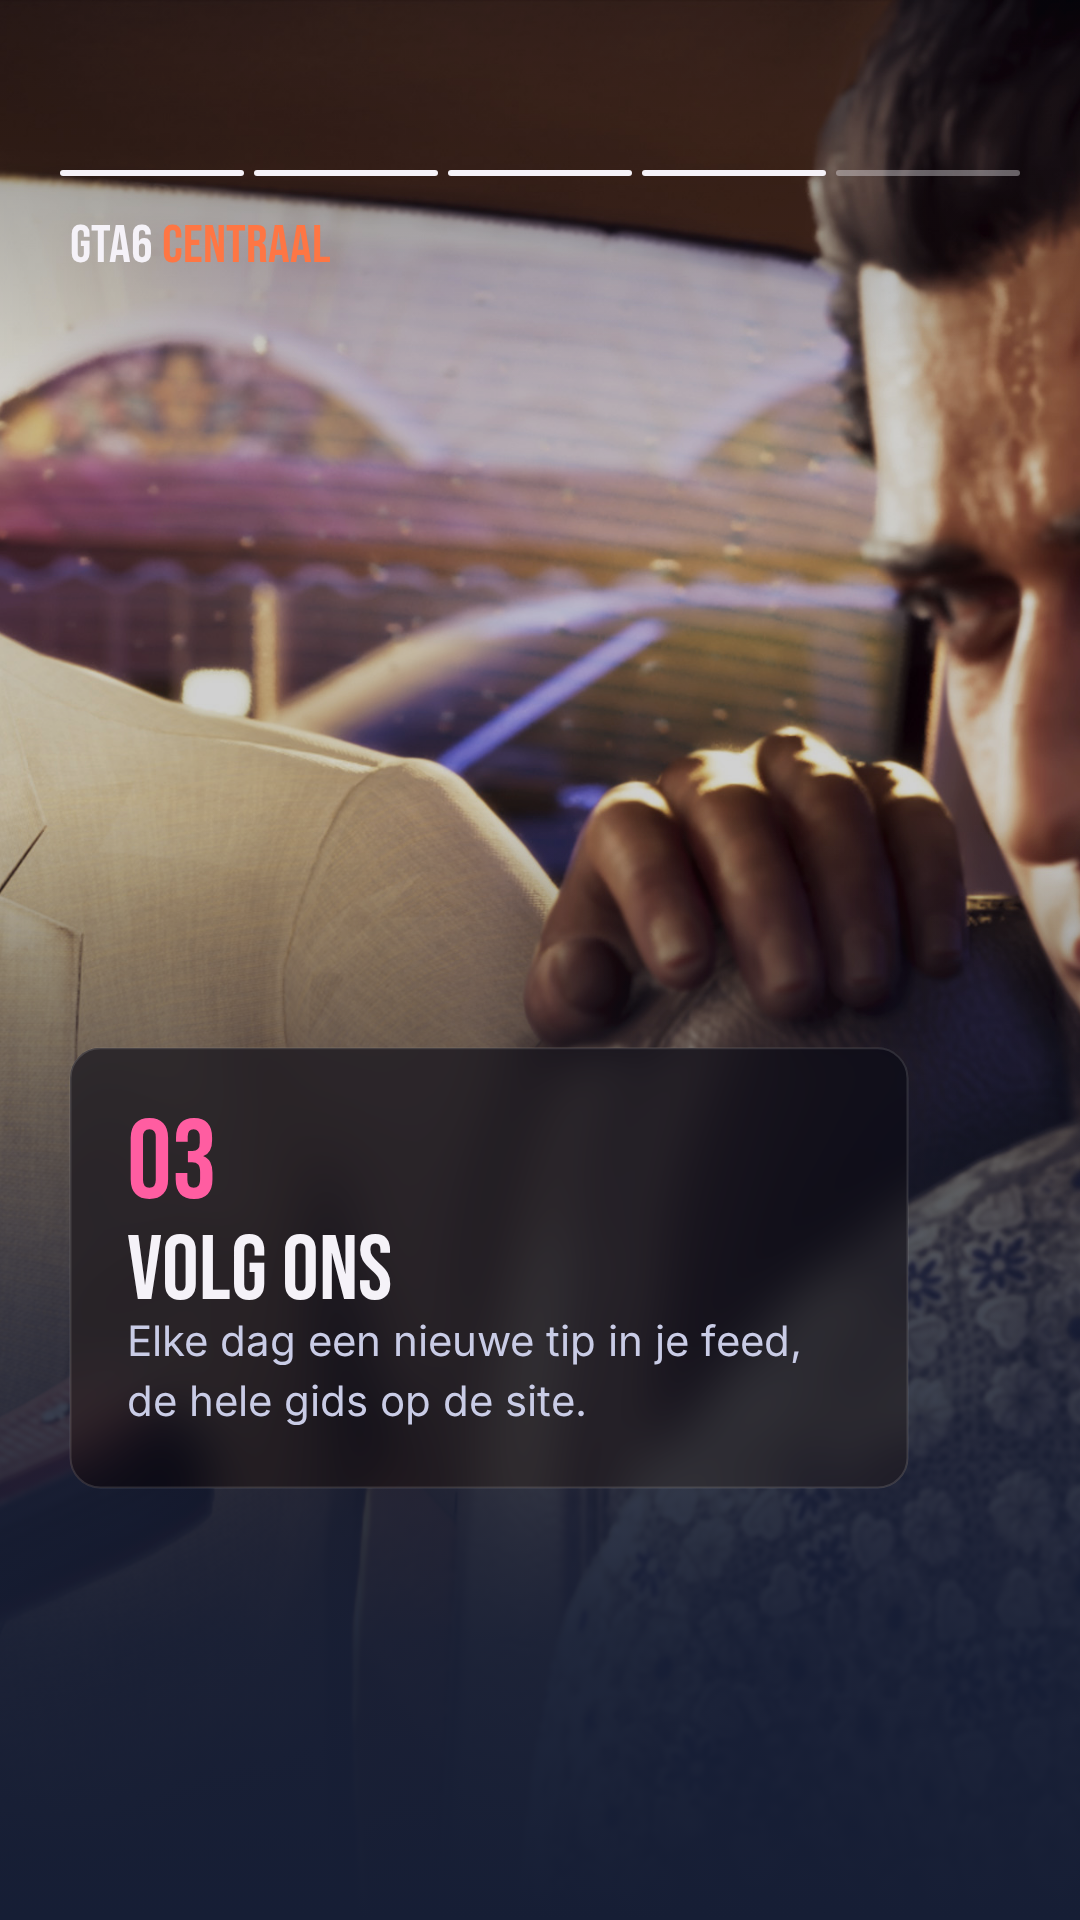 GTA6 CENTRAAL
03
VOLG ONS
Elke dag een nieuwe tip in je feed,
de hele gids op de site.